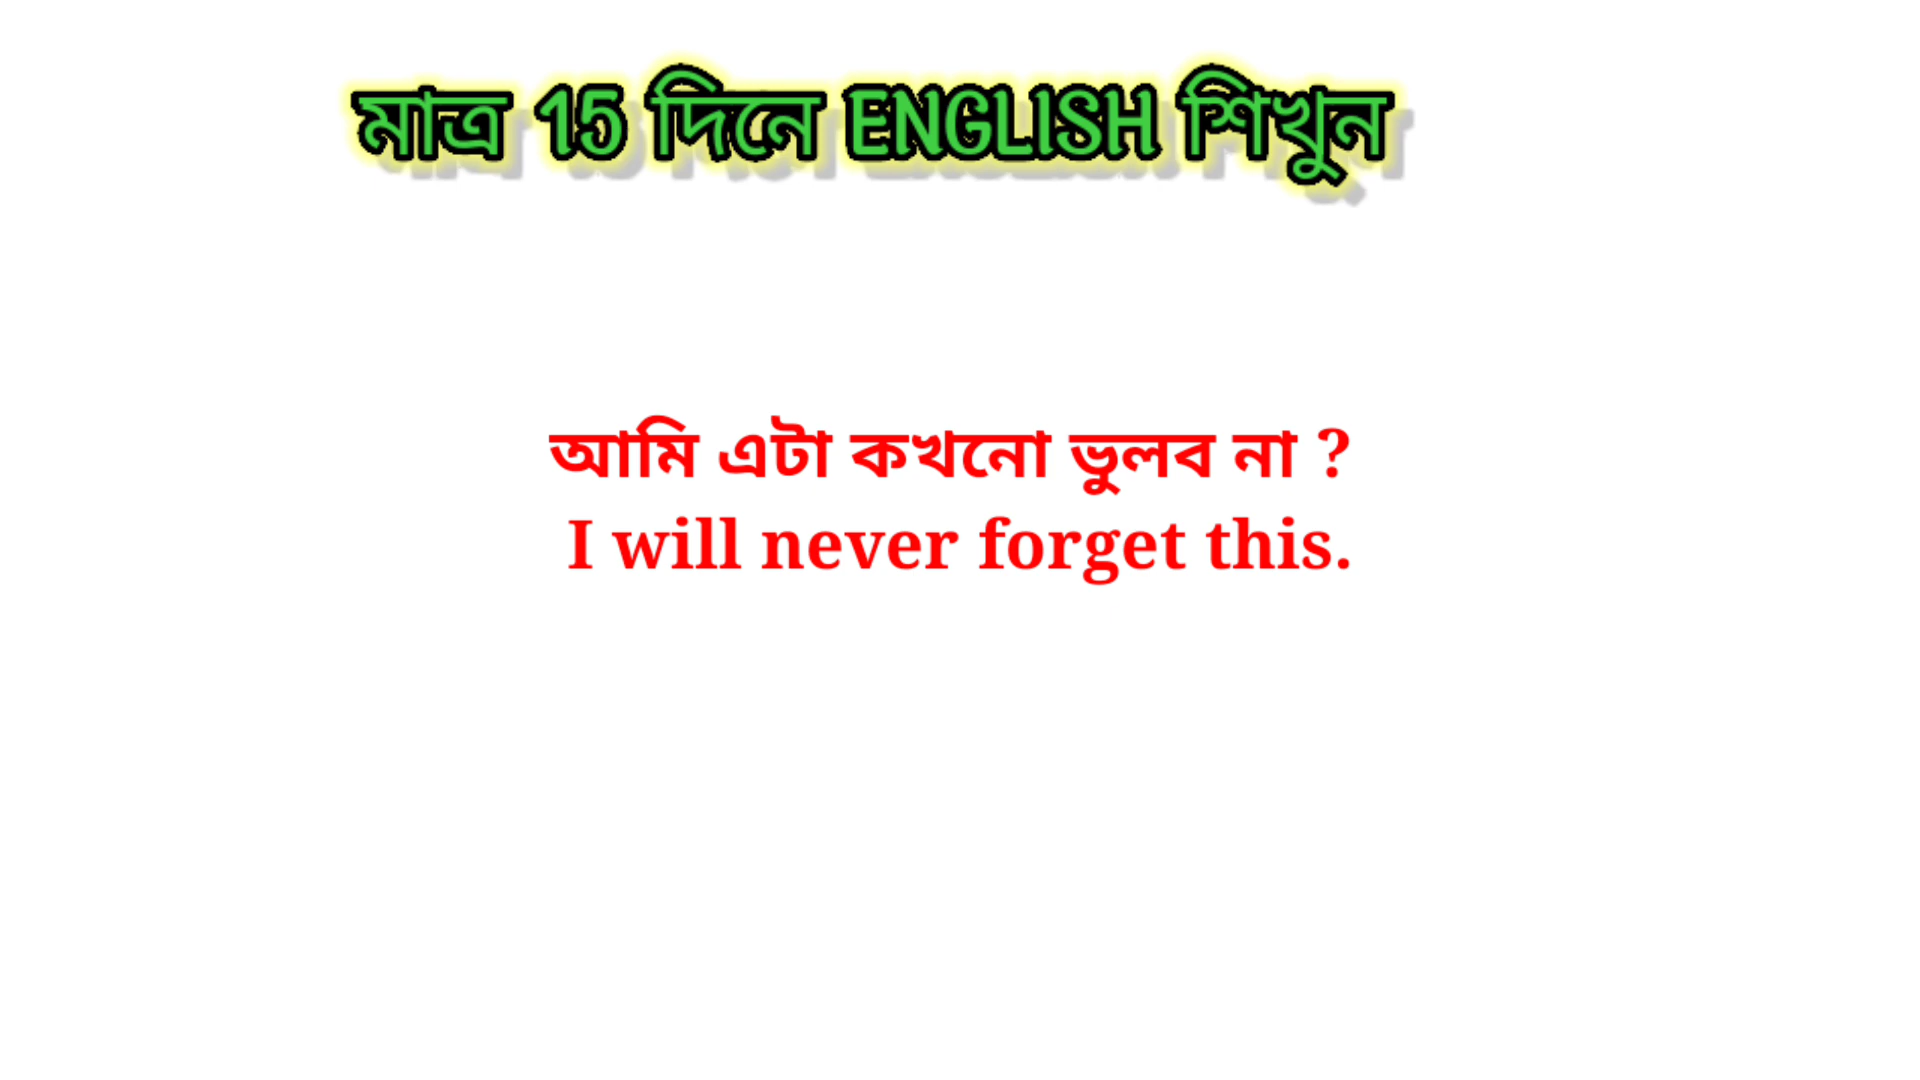 মাত্র 15 দিনে ENGLISH শিখুন
আমি এটা কখনো ভুলব না ?
I will never forget this.